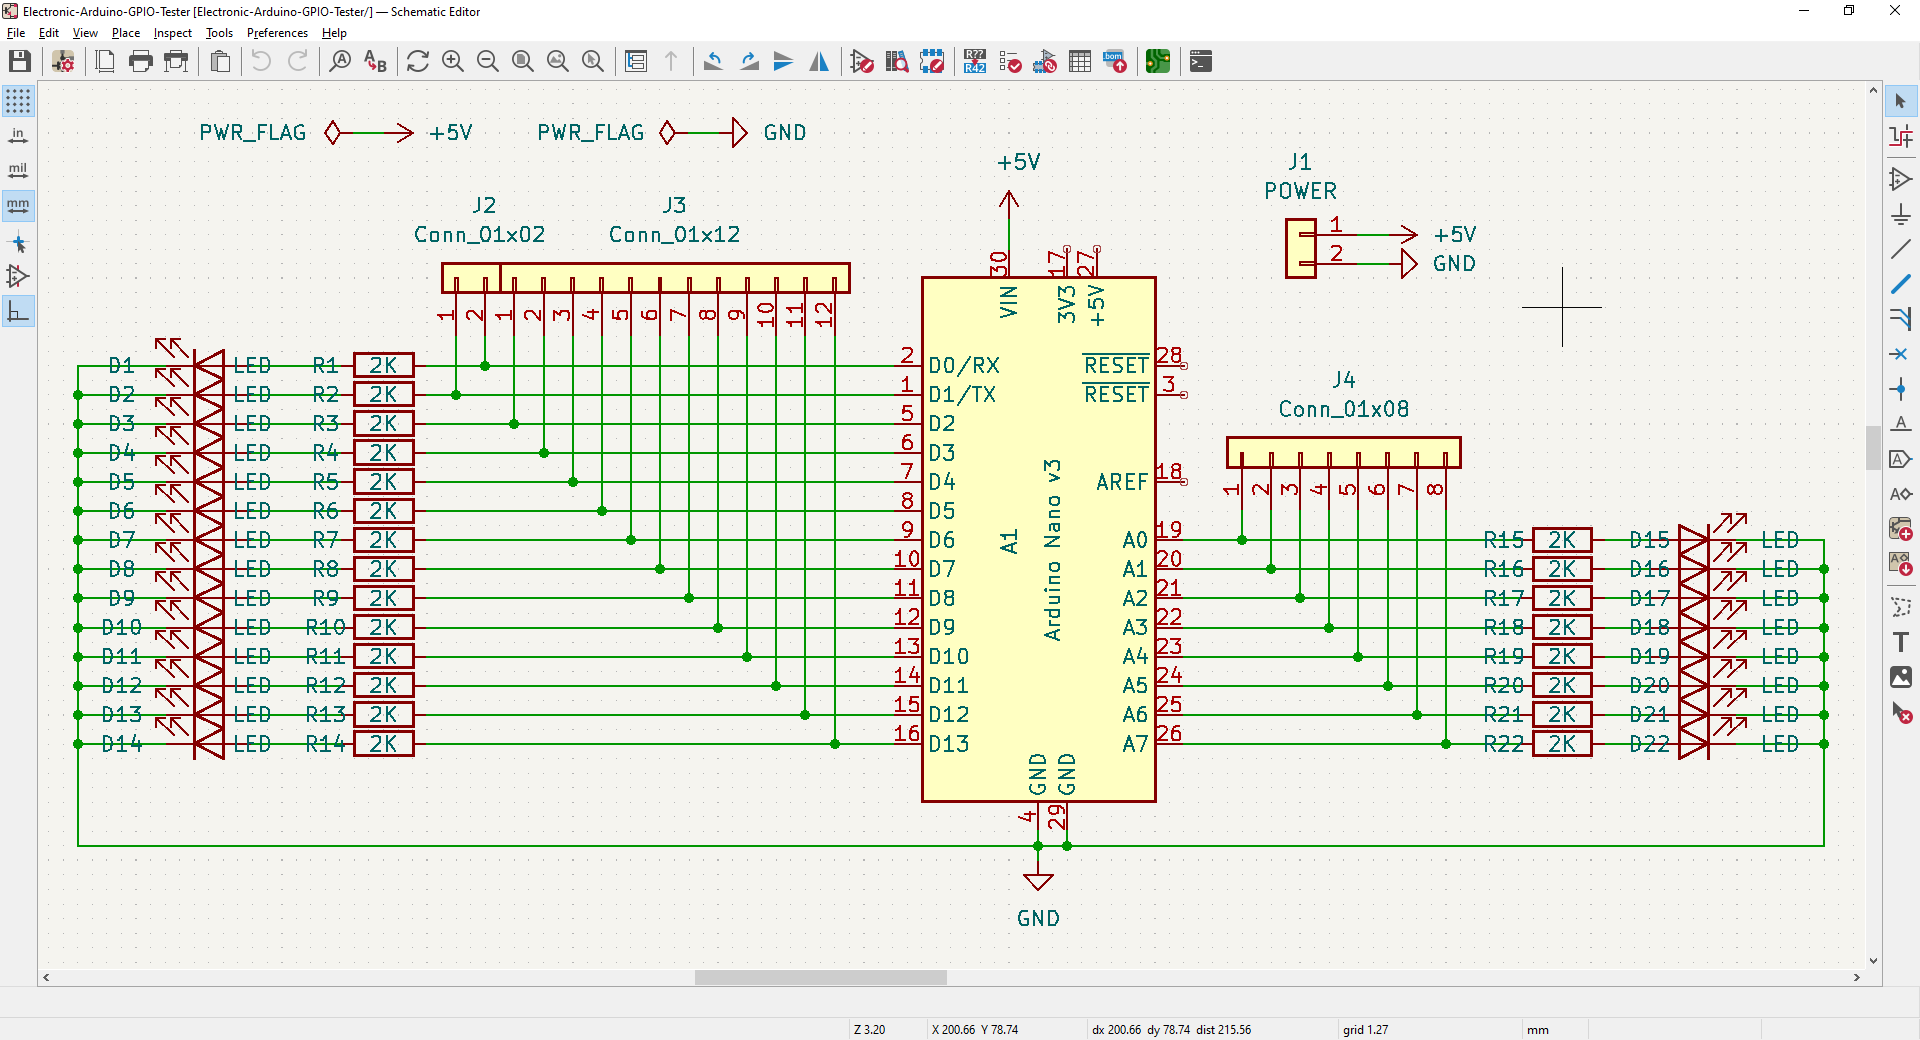 Electronic-Arduino-GPIO-Tester [Electronic-Arduino-GPIO-Tester/] — Schematic Editor
File Edit View Place Inspect Tools Preferences Help
R??
R42
bom
in
mil
mm
PWR_FLAG +5V PWR_FLAG GND
+5V
J1
POWER
J2 J3
Conn_01x02 Conn_01x12
1 +5V
2 GND
30 17 27
VIN 3V3 +5V
1 2 1 2 3 4 5 6 7 8 9 10 11 12
D1 LED R1 2K 2 D0/RX RESET 28
D2 LED R2 2K 1 D1/TX RESET 3
J4
Conn_01x08
D3 LED R3 2K 5 D2
D4 LED R4 2K 6 D3
D5 LED R5 2K 7 D4 AREF 18
1 2 3 4 5 6 7 8
D6 LED R6 2K 8 D5
A1
Arduino Nano v3
D7 LED R7 2K 9 D6 A0 19 R15 2K D15 LED
D8 LED R8 2K 10 D7 A1 20 R16 2K D16 LED
D9 LED R9 2K 11 D8 A2 21 R17 2K D17 LED
D10 LED R10 2K 12 D9 A3 22 R18 2K D18 LED
D11 LED R11 2K 13 D10 A4 23 R19 2K D19 LED
D12 LED R12 2K 14 D11 A5 24 R20 2K D20 LED
D13 LED R13 2K 15 D12 A6 25 R21 2K D21 LED
D14 LED R14 2K 16 D13 A7 26 R22 2K D22 LED
GND GND
4 29
GND
Z 3.20 X 200.66 Y 78.74 dx 200.66 dy 78.74 dist 215.56 grid 1.27 mm